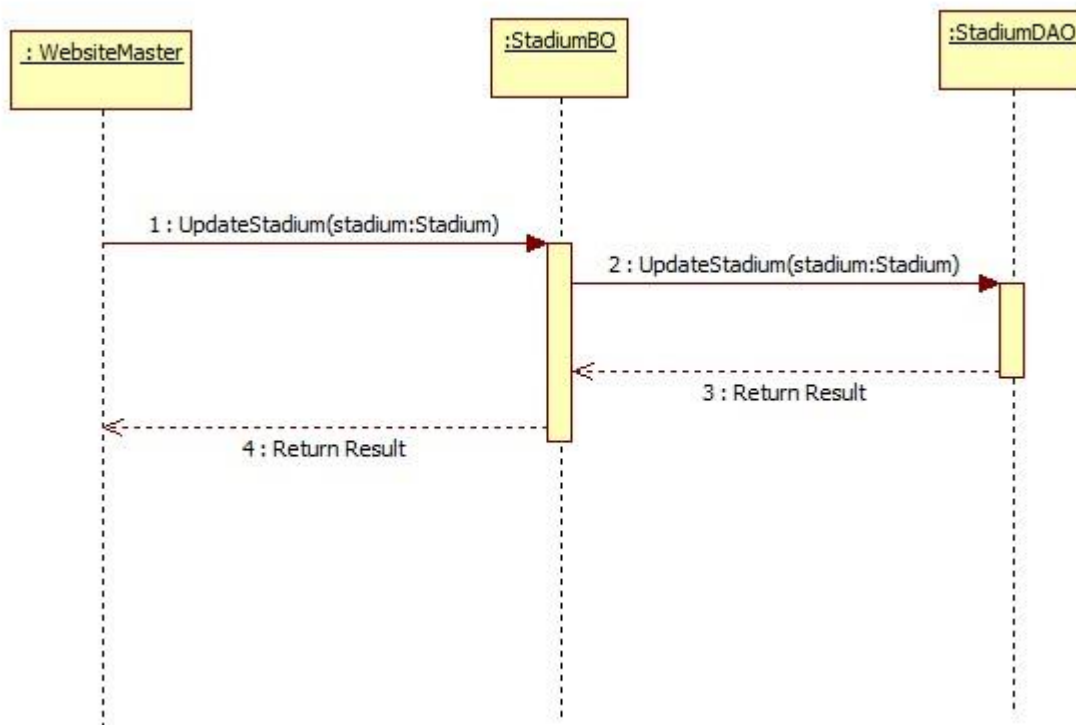 : WebsiteMaster
:StadiumBO
:StadiumDAO
1 : UpdateStadium(stadium:Stadium)
2 : UpdateStadium(stadium:Stadium)
3 : Return Result
4 : Return Result